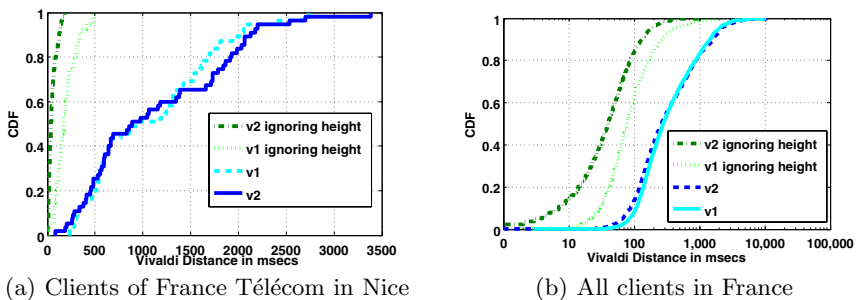 1
0.8
0.6
0.4
0.2
0
CDF
v2 ignoring height
v1 ignoring height
v1
v2
0 500 1000 1500 2000 2500 3000 3500
Vivaldi Distance in msecs
(a) Clients of France Télécom in Nice
1
0.8
0.6
0.4
0.2
0
CDF
v2 ignoring height
v1 ignoring height
v2
v1
0 10 100 1,000 10,000 100,000
Vivaldi Distance in msecs
(b) All clients in France